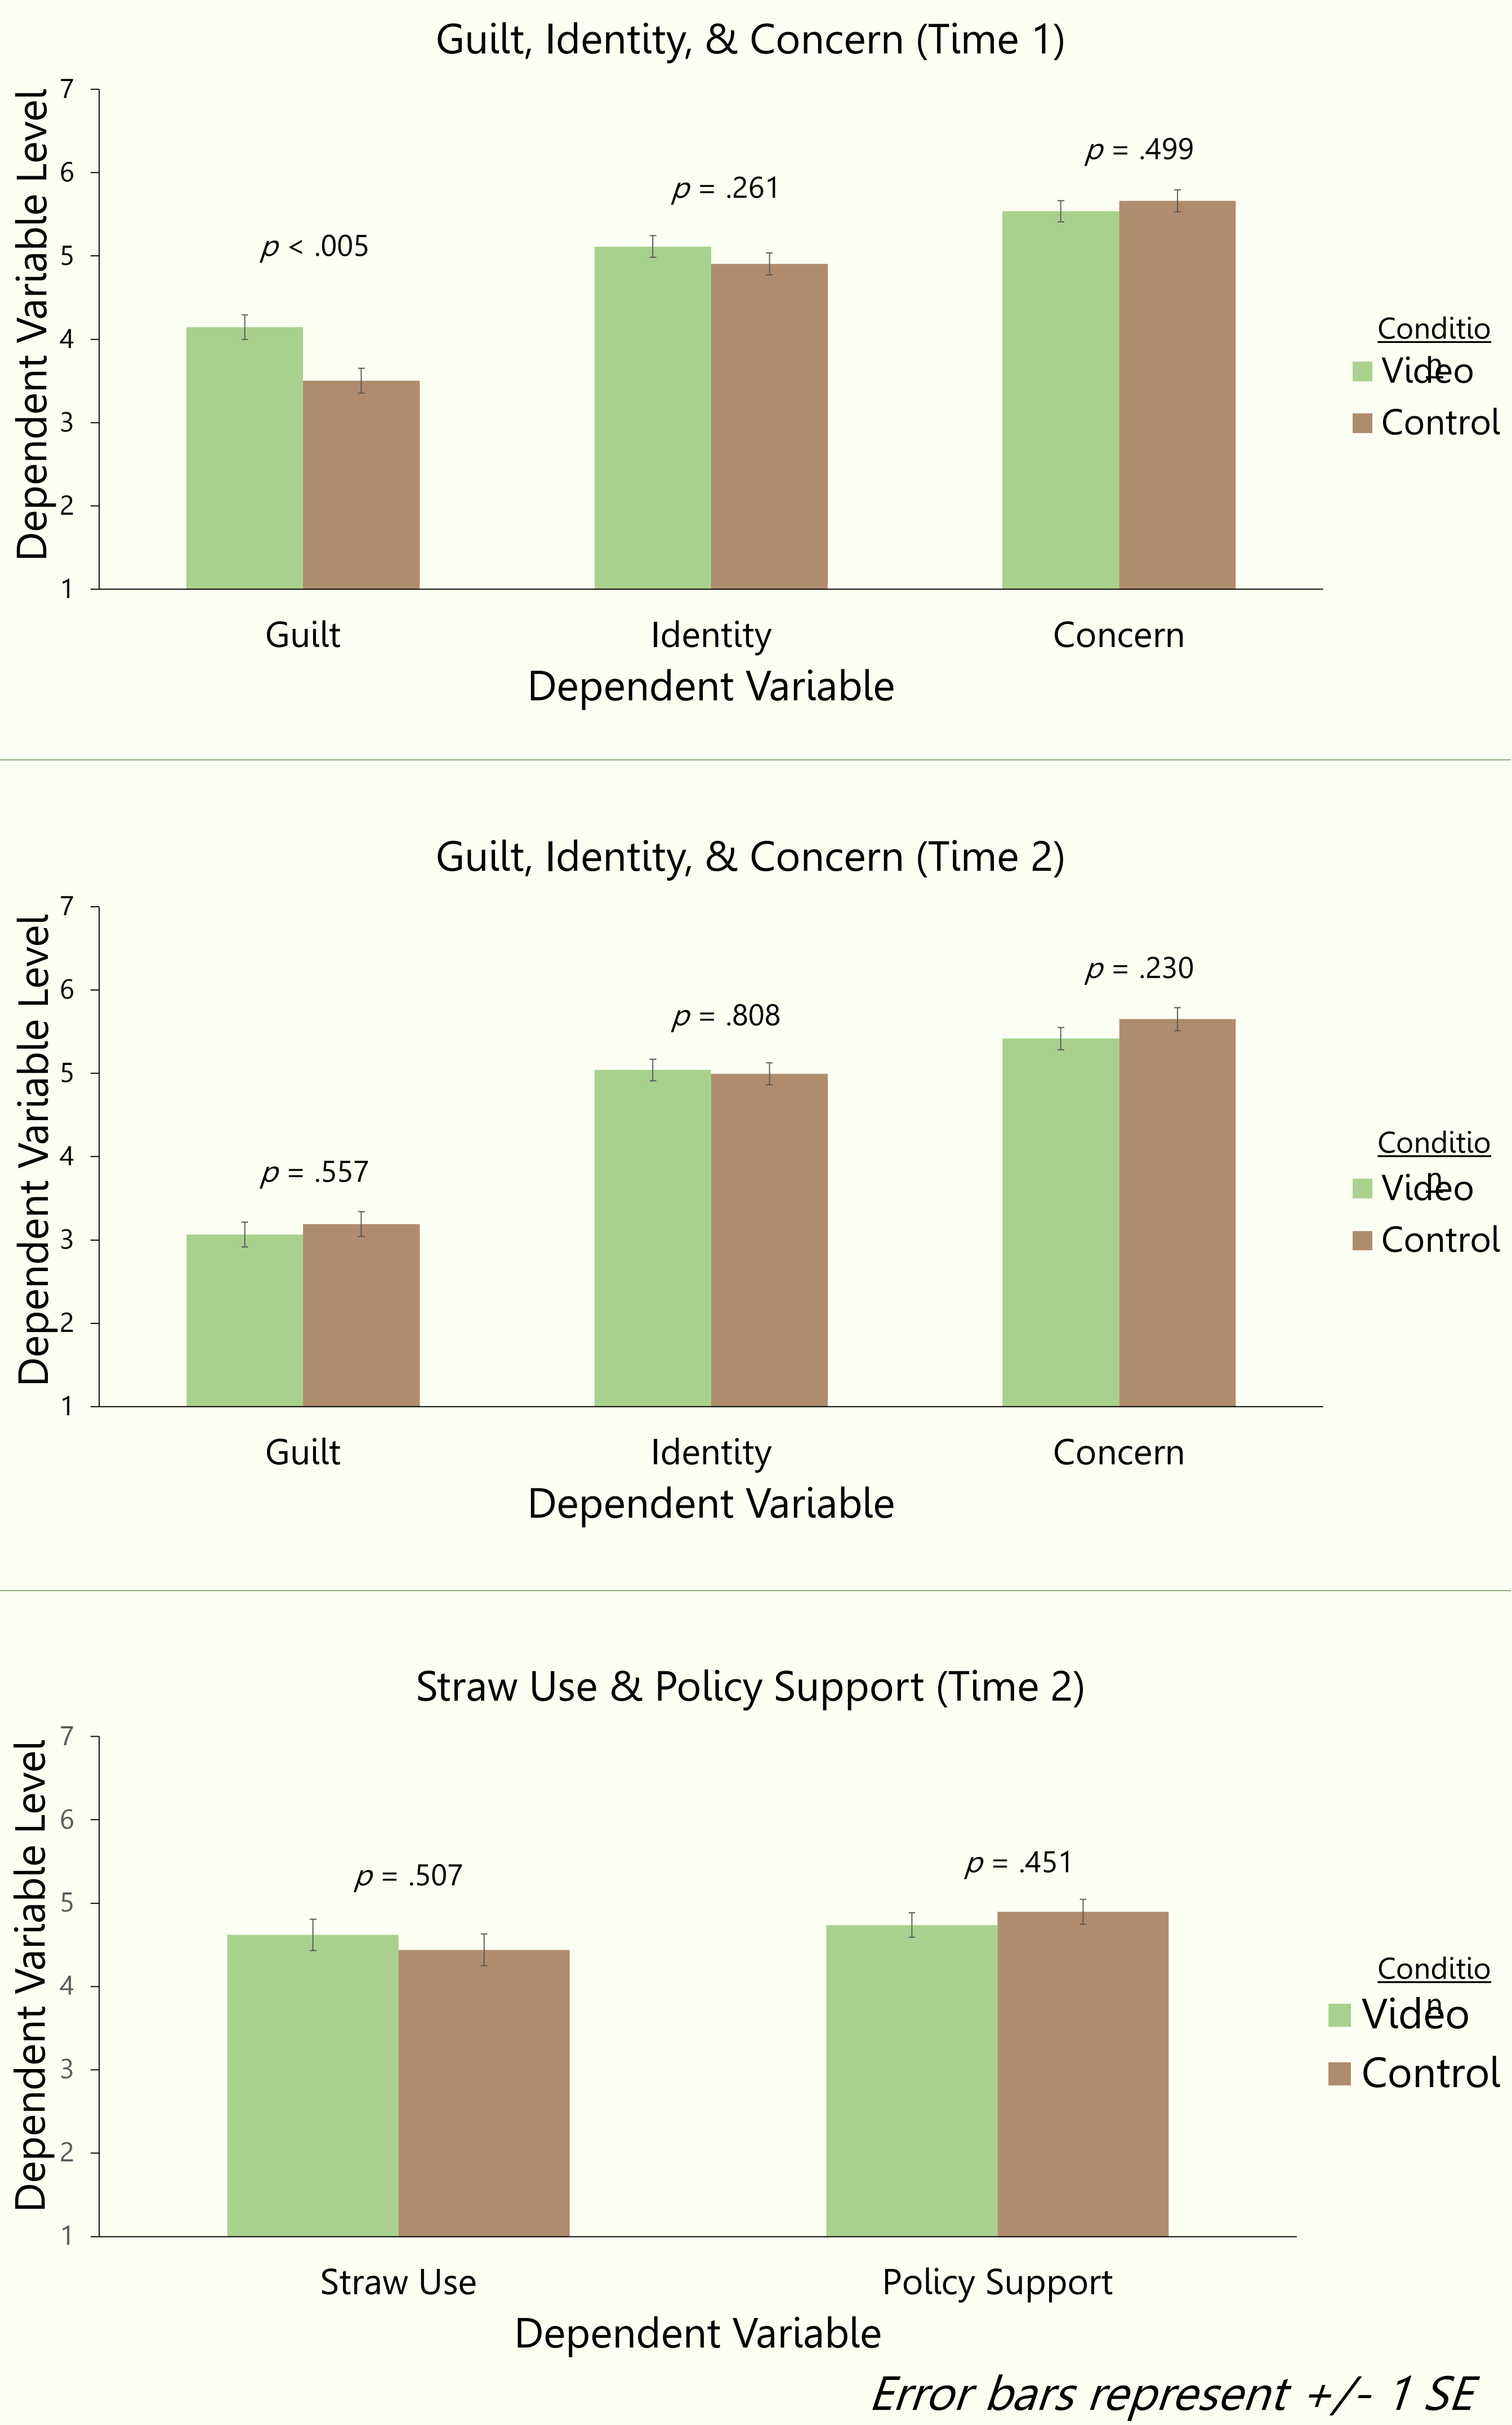 Guilt, Identity, & Concern (Time 1)
Dependent Variable Level
7
6
5
4
3
2
1
p < .005
p = .261
p = .499
Guilt
Identity
Concern
Dependent Variable
Conditio
n
Video
Control
Guilt, Identity, & Concern (Time 2)
Dependent Variable Level
7
6
5
4
3
2
1
p = .557
p = .808
p = .230
Guilt
Identity
Concern
Dependent Variable
Conditio
n
Video
Control
Straw Use & Policy Support (Time 2)
Dependent Variable Level
7
6
5
4
3
2
1
p = .507
p = .451
Straw Use
Policy Support
Dependent Variable
Conditio
n
Video
Control
Error bars represent +/- 1 SE